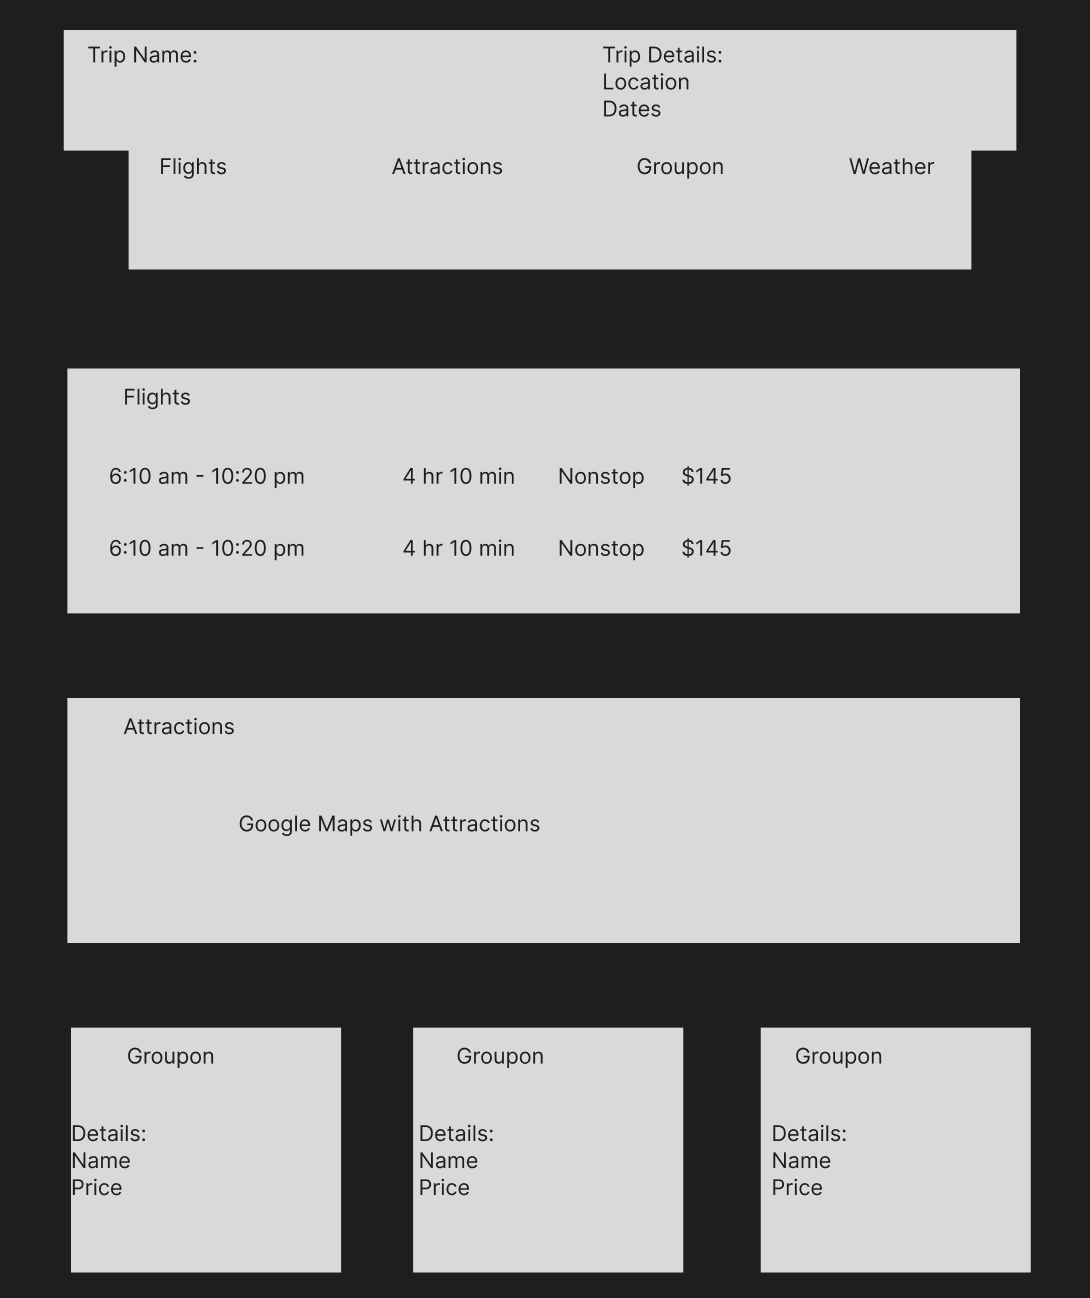 Trip Name:
Trip Details:
Location
Dates
Flights Attractions Groupon Weather
Flights
6:10 am - 10:20 pm 4 hr 10 min Nonstop $145
6:10 am - 10:20 pm 4 hr 10 min Nonstop $145
Attractions
Google Maps with Attractions
Groupon
Details:
Name
Price
Groupon
Details:
Name
Price
Groupon
Details:
Name
Price